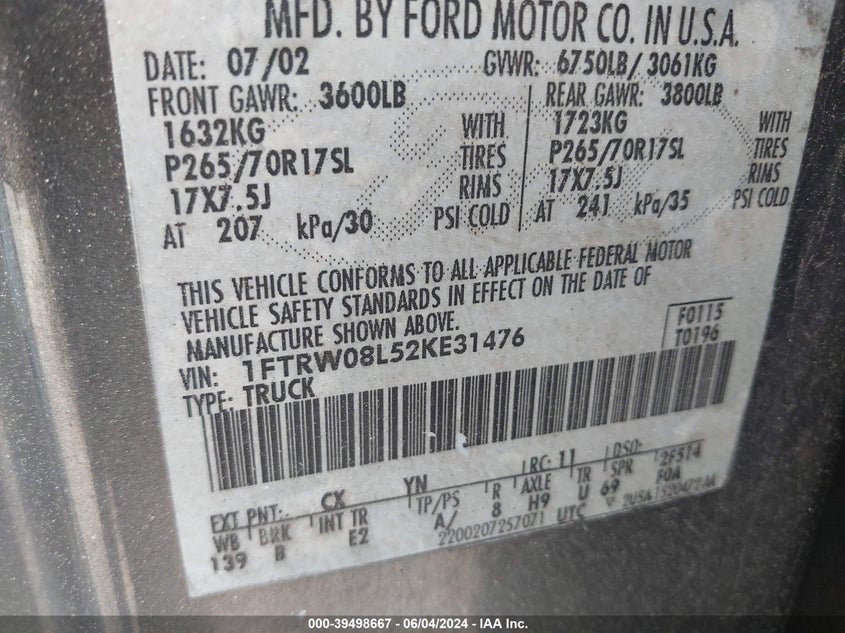 MFD. BY FORD MOTOR CO. IN U.S.A.
DATE: 07/02 GVWR: 6750LB/ 3061KG
FRONT GAWR: 3600LB REAR GAWR: 3800LB
1632KG WITH 1723KG WITH
P265/70R17SL TIRES P265/70R17SL TIRES
17X7.5J RIMS 17X7.5J RIMS
AT 207 kPa/30 PSI COLD AT 241 kPa/35 PSI COLD
THIS VEHICLE CONFORMS TO ALL APPLICABLE FEDERAL MOTOR
VEHICLE SAFETY STANDARDS IN EFFECT ON THE DATE OF
MANUFACTURE SHOWN ABOVE.
F0115
T0196
VIN: 1FTRW08L52KE31476
TYPE: TRUCK
EXT PNT: CX YN RC: 11 DSO: 2F514
WB BRK INT TR TP/PS R AXLE TR SPR F0A
139 B E2 A/ 8 H9 U 69
2200207257071 UTC
000-39498667 - 06/04/2024 - IAA Inc.